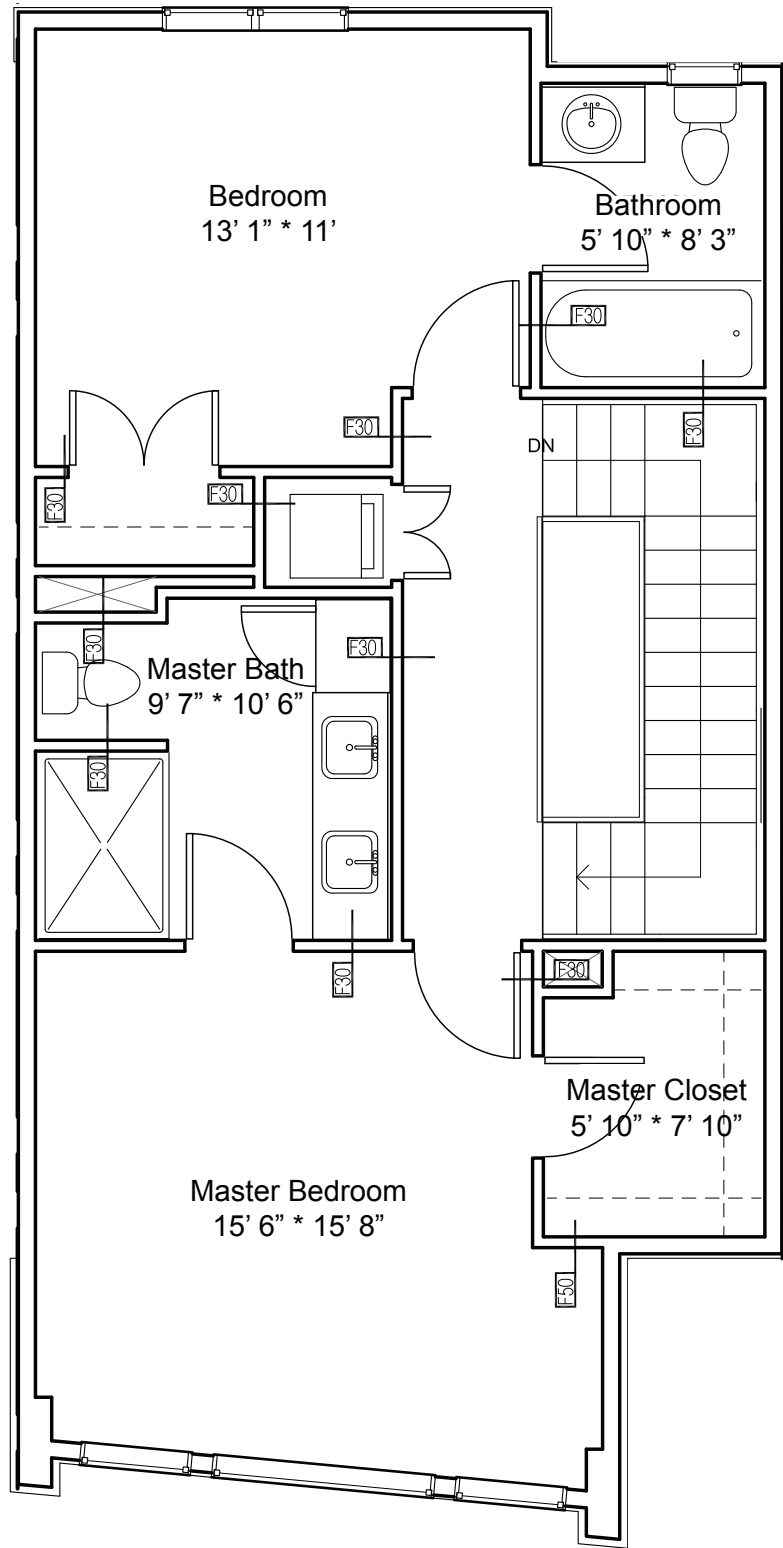 Bedroom
13’ 1” * 11’
Bathroom
5’ 10” * 8’ 3”
F30
F30
DN
F30
F30
F30
F30
F30
Master Bath
9’ 7” * 10’ 6”
F30
F30
F30
Master Closet
5’ 10” * 7’ 10”
Master Bedroom
15’ 6” * 15’ 8”
F50